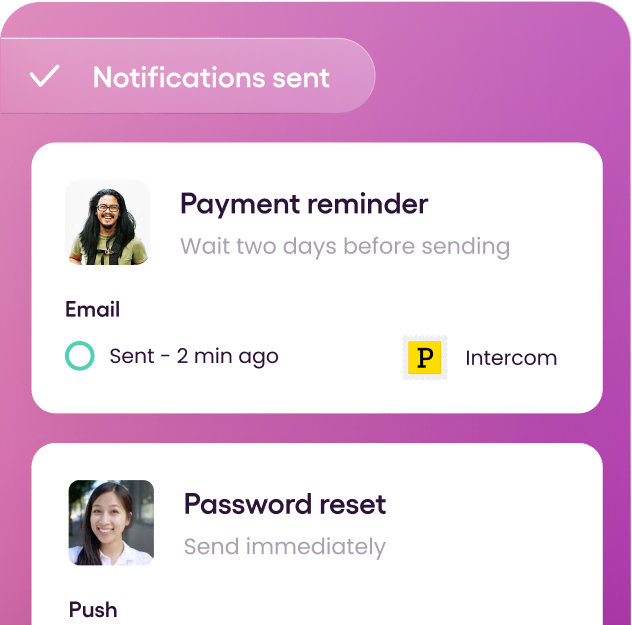 Notifications sent
Payment reminder
Wait two days before sending
Email
Sent - 2 min ago
P
Intercom
Password reset
Send immediately
Push